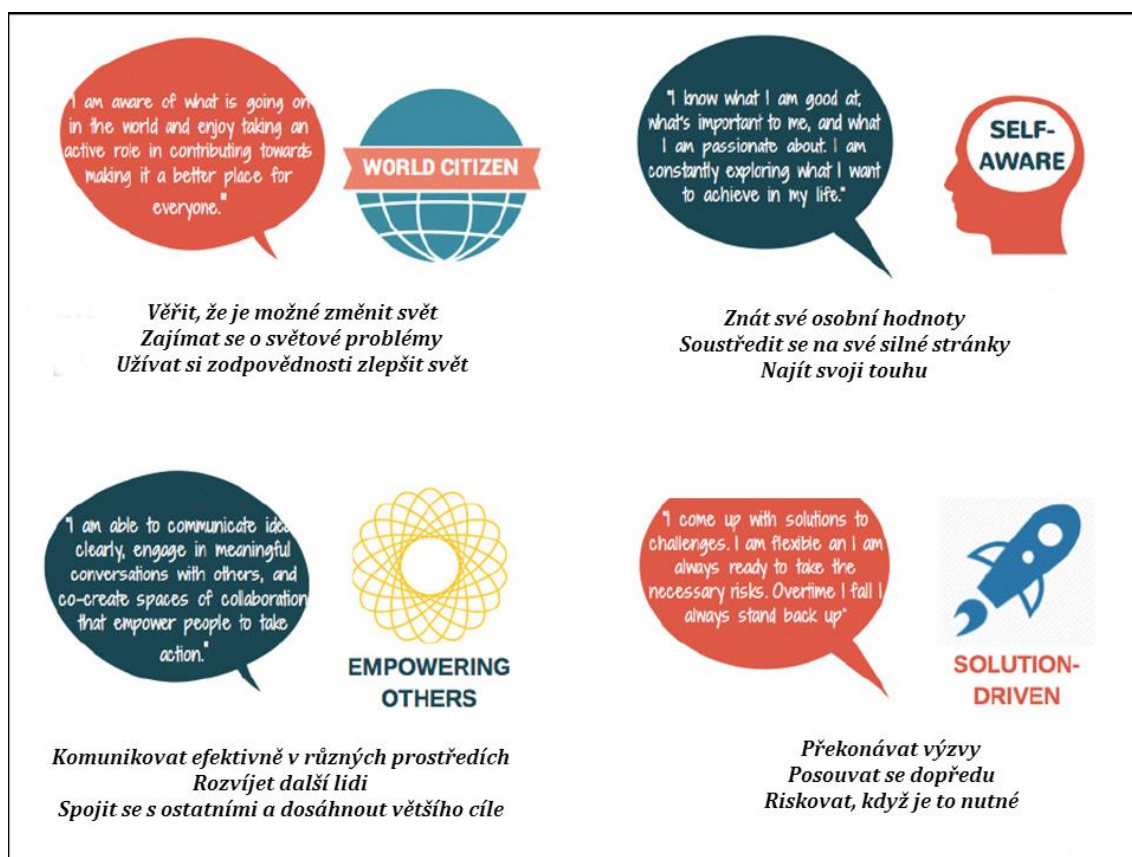 "I am aware of what is going on
in the world and enjoy taking an
active role in contributing towards
making it a better place for
everyone."
WORLD CITIZEN
Věřit, že je možné změnit svět
Zajímat se o světové problémy
Užívat si zodpovědnosti zlepšit svět
"I know what I am good at,
what's important to me, and what
I am passionate about. I am
constantly exploring what I want
to achieve in my life."
SELF-
AWARE
Znát své osobní hodnoty
Soustředit se na své silné stránky
Najít svoji touhu
"I am able to communicate idea
clearly, engage in meaningful
conversations with others, and
co-create spaces of collaboration
that empower people to take
action."
EMPOWERING
OTHERS
Komunikovat efektivně v různých prostředích
Rozvíjet další lidi
Spojit se s ostatními a dosáhnout většího cíle
"I come up with solutions to
challenges. I am flexible an I am
always ready to take the
necessary risks. Overtime I fall I
always stand back up"
SOLUTION-
DRIVEN
Překonávat výzvy
Posouvat se dopředu
Riskovat, když je to nutné